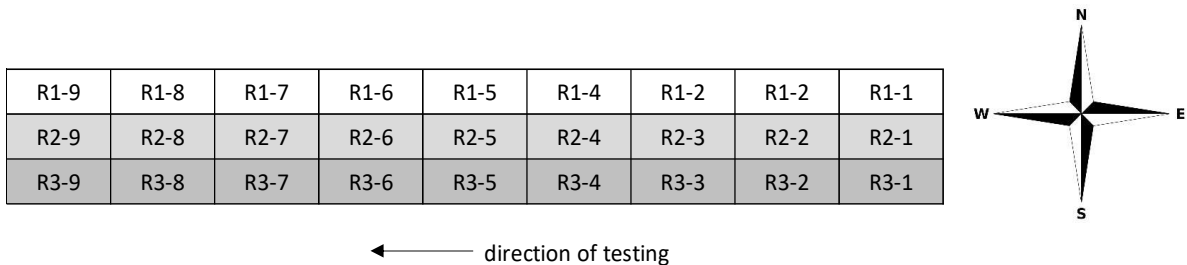 N
R1-9 R1-8 R1-7 R1-6 R1-5 R1-4 R1-2 R1-2 R1-1
W E
R2-9 R2-8 R2-7 R2-6 R2-5 R2-4 R2-3 R2-2 R2-1
R3-9 R3-8 R3-7 R3-6 R3-5 R3-4 R3-3 R3-2 R3-1
S
direction of testing